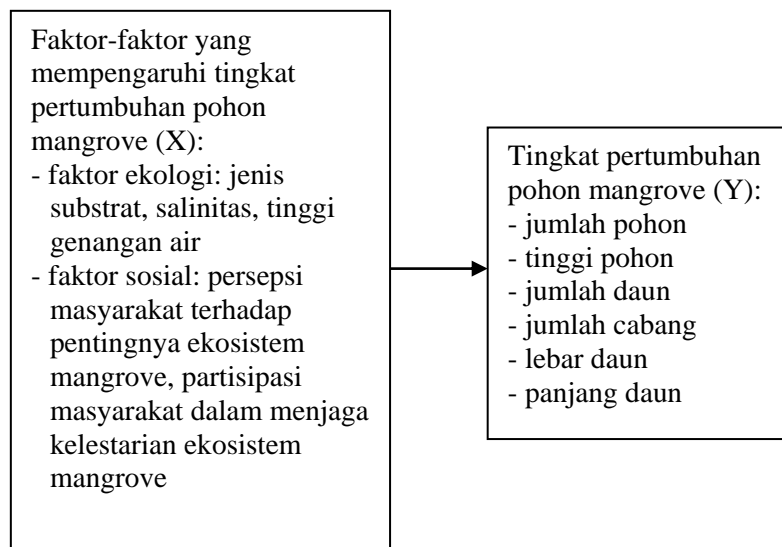 Faktor-faktor yang
mempengaruhi tingkat
pertumbuhan pohon
mangrove (X):
- faktor ekologi: jenis
substrat, salinitas, tinggi
genangan air
- faktor sosial: persepsi
masyarakat terhadap
pentingnya ekosistem
mangrove, partisipasi
masyarakat dalam menjaga
kelestarian ekosistem
mangrove
Tingkat pertumbuhan
pohon mangrove (Y):
- jumlah pohon
- tinggi pohon
- jumlah daun
- jumlah cabang
- lebar daun
- panjang daun